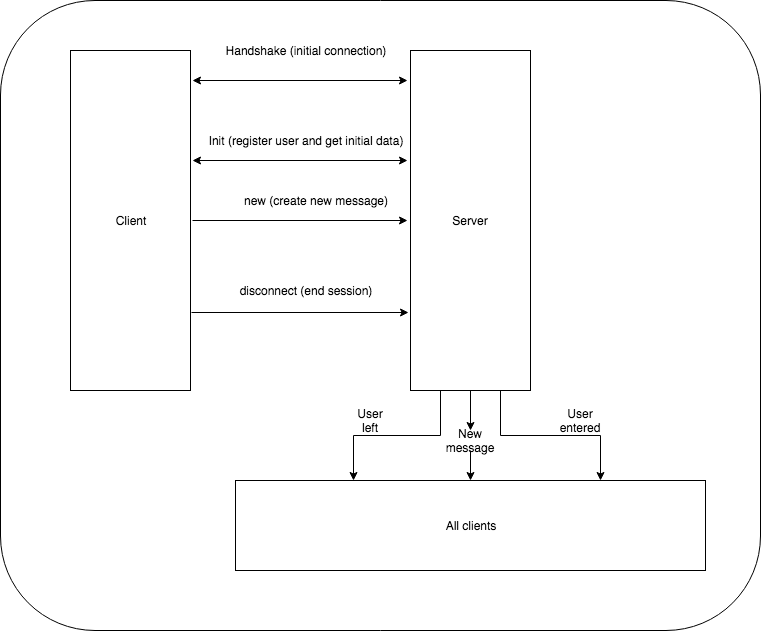 Handshake (initial connection)
Init (register user and get initial data)
new (create new message)
Client
Server
disconnect (end session)
User
left
New
message
User
entered
All clients